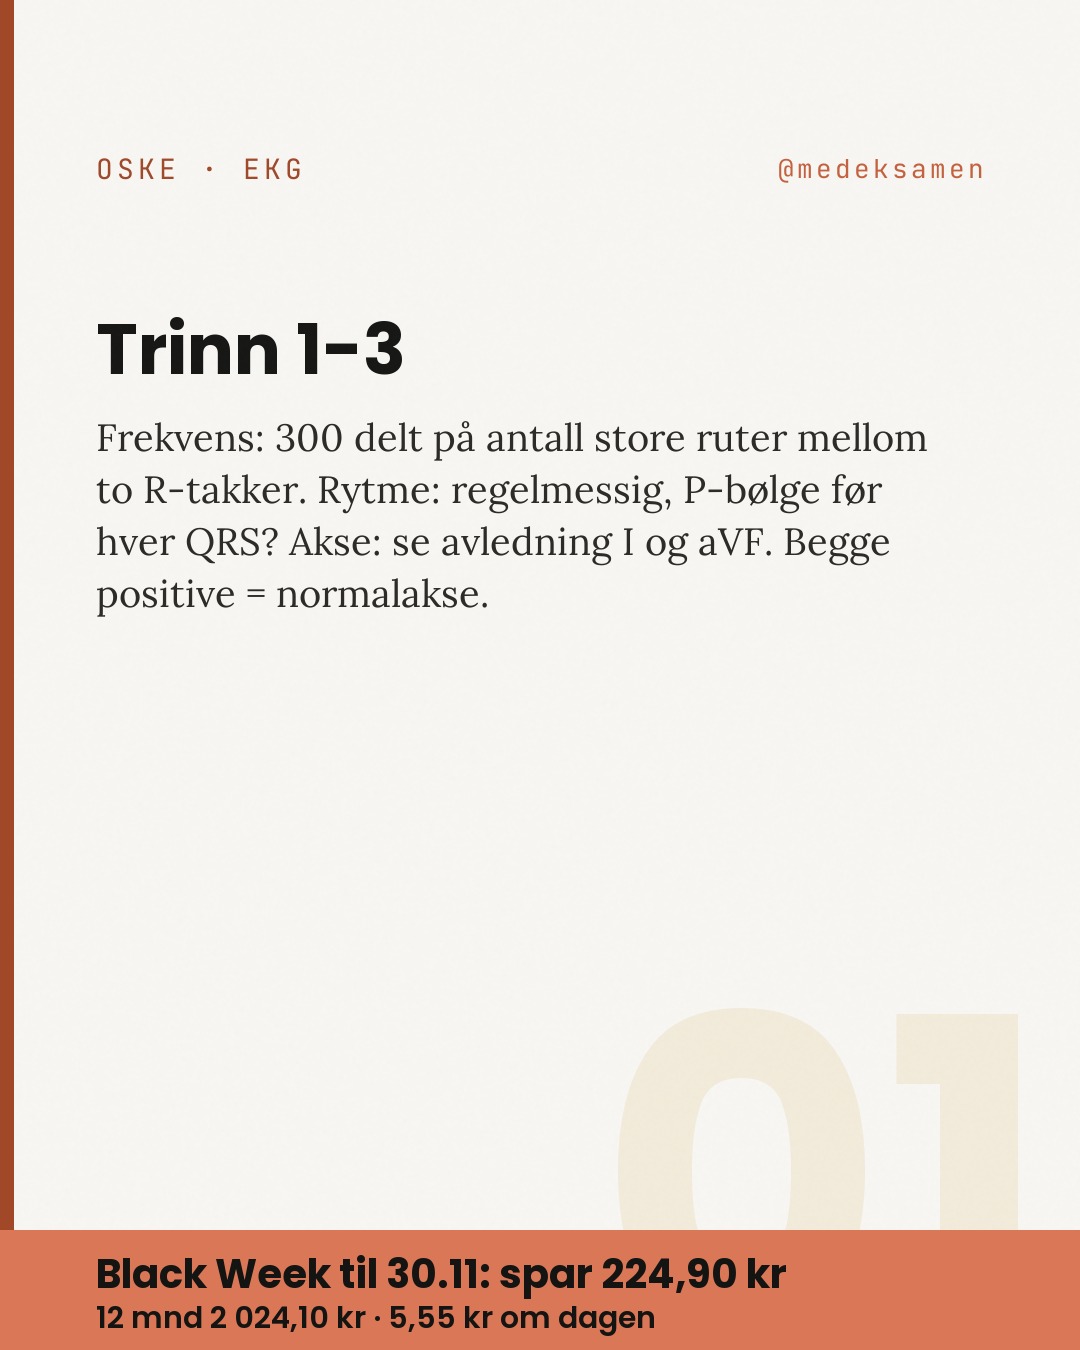 OSKE · EKG
@medeksamen
Trinn 1–3
Frekvens: 300 delt på antall store ruter mellom
to R-takker. Rytme: regelmessig, P-bølge før
hver QRS? Akse: se avledning I og aVF. Begge
positive = normalakse.
01
Black Week til 30.11: spar 224,90 kr
12 mnd 2 024,10 kr · 5,55 kr om dagen